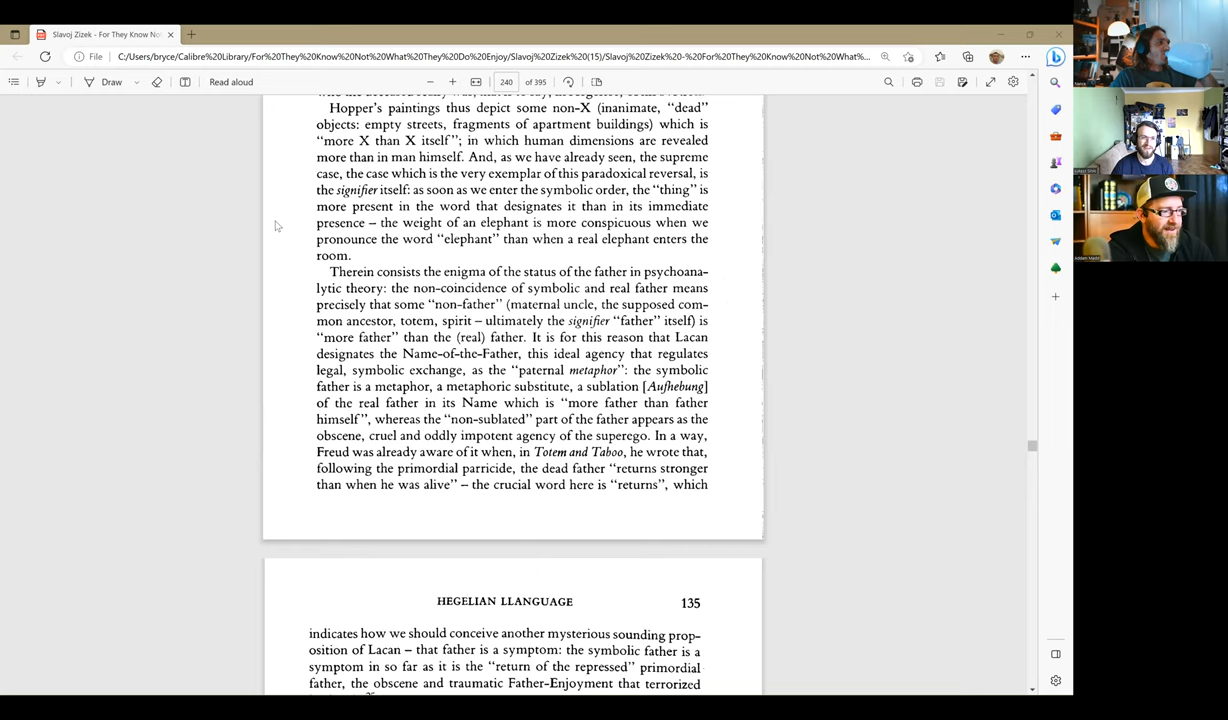 Slavoj Zizek - For They Know No
File
C:/Users/bryce/Calibre%20Library/For%20They%20Know%20Not%20What%20They%20Do%20Enjoy/Slavoj%20Zizek%20(15)/Slavoj%20Zizek%20-%20For%20They%20Know%20Not%20What...
Draw
Read aloud
240 of 395
Hopper's paintings thus depict some non-X (inanimate, "dead"
objects: empty streets, fragments of apartment buildings) which is
"more X than X itself"; in which human dimensions are revealed
more than in man himself. And, as we have already seen, the supreme
case, the case which is the very exemplar of this paradoxical reversal, is
the signifier itself: as soon as we enter the symbolic order, the "thing" is
more present in the word that designates it than in its immediate
presence – the weight of an elephant is more conspicuous when we
pronounce the word "elephant" than when a real elephant enters the
room.
Therein consists the enigma of the status of the father in psychoana-
lytic theory: the non-coincidence of symbolic and real father means
precisely that some "non-father" (maternal uncle, the supposed com-
mon ancestor, totem, spirit – ultimately the signifier "father" itself) is
"more father" than the (real) father. It is for this reason that Lacan
designates the Name-of-the-Father, this ideal agency that regulates
legal, symbolic exchange, as the "paternal metaphor": the symbolic
father is a metaphor, a metaphoric substitute, a sublation [Aufhebung]
of the real father in its Name which is "more father than father
himself", whereas the "non-sublated" part of the father appears as the
obscene, cruel and oddly impotent agency of the superego. In a way,
Freud was already aware of it when, in Totem and Taboo, he wrote that,
following the primordial parricide, the dead father "returns stronger
than when he was alive" – the crucial word here is "returns", which
HEGELIAN LLANGUAGE 135
indicates how we should conceive another mysterious sounding prop-
osition of Lacan – that father is a symptom: the symbolic father is a
symptom in so far as it is the "return of the repressed" primordial
father, the obscene and traumatic Father-Enjoyment that terrorized